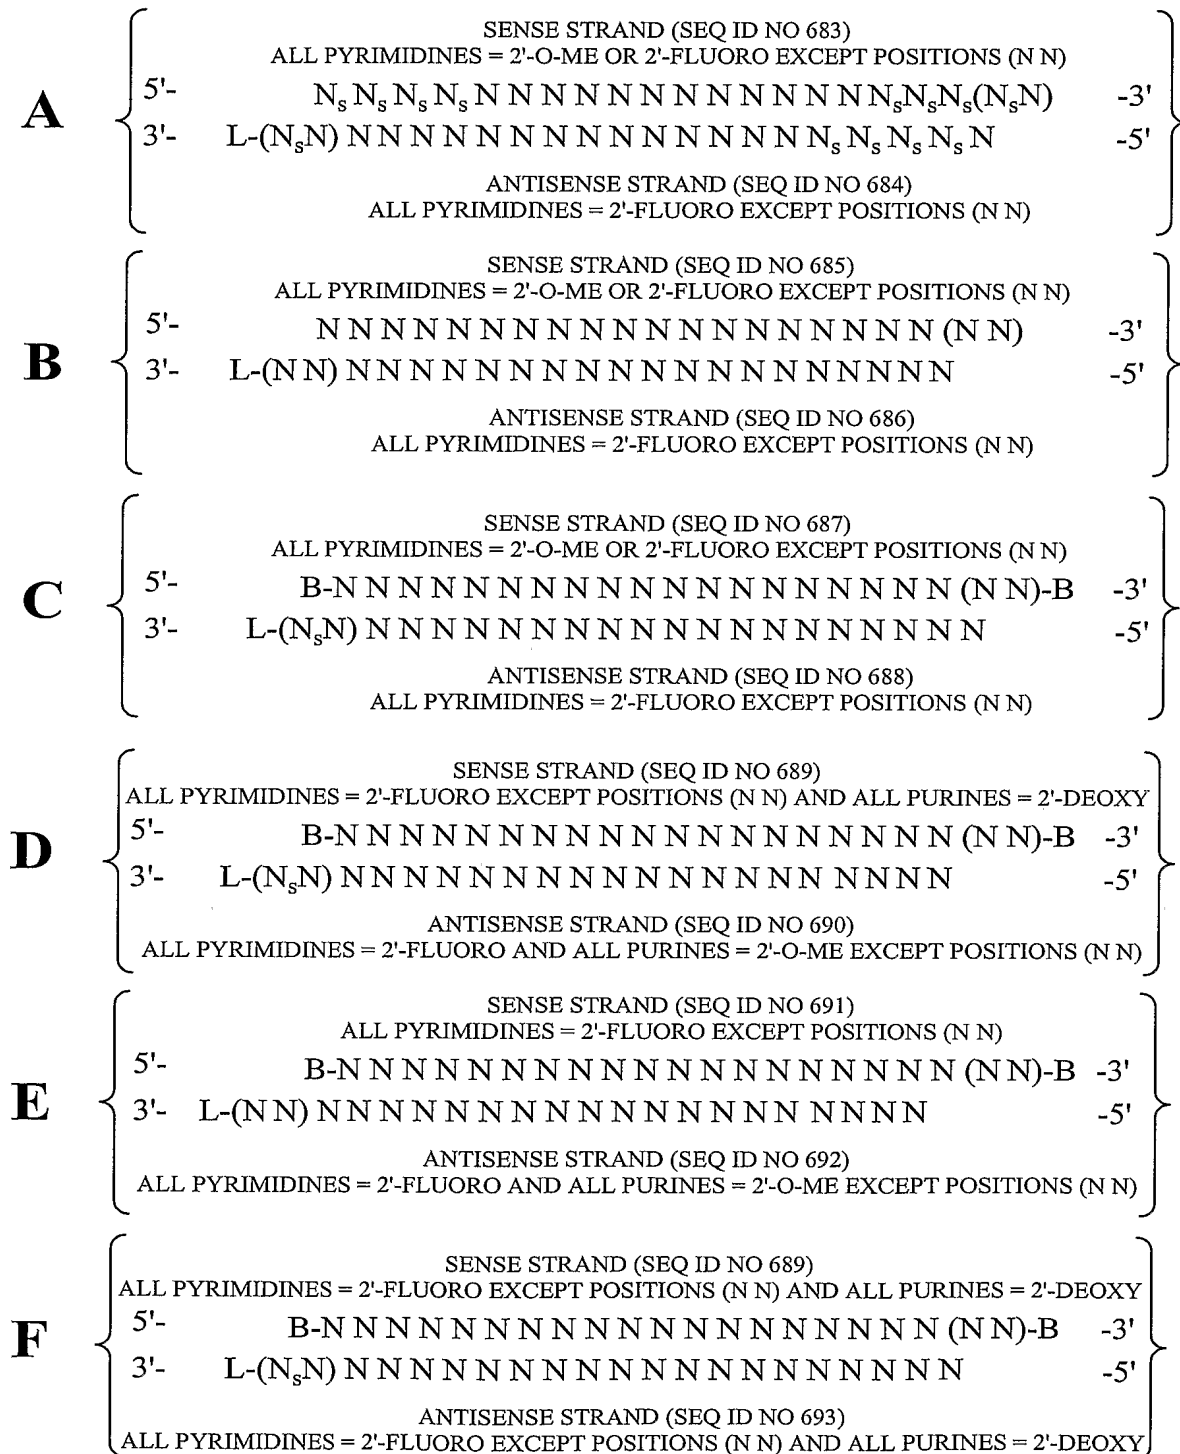 SENSE STRAND (SEQ ID NO 683)
ALL PYRIMIDINES = 2'-O-ME OR 2'-FLUORO EXCEPT POSITIONS (N N)
A
5'- NₛNₛNₛNₛN N N N N N N N N N N N NₛNₛNₛ(NₛN) -3'
3'- L-(NₛN) N N N N N N N N N N N N N N NₛNₛNₛNₛN -5'
ANTISENSE STRAND (SEQ ID NO 684)
ALL PYRIMIDINES = 2'-FLUORO EXCEPT POSITIONS (N N)
SENSE STRAND (SEQ ID NO 685)
ALL PYRIMIDINES = 2'-O-ME OR 2'-FLUORO EXCEPT POSITIONS (N N)
B
5'- N N N N N N N N N N N N N N N N N N N (N N) -3'
3'- L-(N N) N N N N N N N N N N N N N N N N N N N -5'
ANTISENSE STRAND (SEQ ID NO 686)
ALL PYRIMIDINES = 2'-FLUORO EXCEPT POSITIONS (N N)
SENSE STRAND (SEQ ID NO 687)
ALL PYRIMIDINES = 2'-O-ME OR 2'-FLUORO EXCEPT POSITIONS (N N)
C
5'- B-N N N N N N N N N N N N N N N N N N N (N N)-B -3'
3'- L-(NₛN) N N N N N N N N N N N N N N N N N N N -5'
ANTISENSE STRAND (SEQ ID NO 688)
ALL PYRIMIDINES = 2'-FLUORO EXCEPT POSITIONS (N N)
SENSE STRAND (SEQ ID NO 689)
ALL PYRIMIDINES = 2'-FLUORO EXCEPT POSITIONS (N N) AND ALL PURINES = 2'-DEOXY
D
5'- B-N N N N N N N N N N N N N N N N N N N (N N)-B -3'
3'- L-(NₛN) N N N N N N N N N N N N N N N N N N N -5'
ANTISENSE STRAND (SEQ ID NO 690)
ALL PYRIMIDINES = 2'-FLUORO AND ALL PURINES = 2'-O-ME EXCEPT POSITIONS (N N)
SENSE STRAND (SEQ ID NO 691)
ALL PYRIMIDINES = 2'-FLUORO EXCEPT POSITIONS (N N)
E
5'- B-N N N N N N N N N N N N N N N N N N N (N N)-B -3'
3'- L-(N N) N N N N N N N N N N N N N N N N N N N -5'
ANTISENSE STRAND (SEQ ID NO 692)
ALL PYRIMIDINES = 2'-FLUORO AND ALL PURINES = 2'-O-ME EXCEPT POSITIONS (N N)
SENSE STRAND (SEQ ID NO 689)
ALL PYRIMIDINES = 2'-FLUORO EXCEPT POSITIONS (N N) AND ALL PURINES = 2'-DEOXY
F
5'- B-N N N N N N N N N N N N N N N N N N N (N N)-B -3'
3'- L-(NₛN) N N N N N N N N N N N N N N N N N N N -5'
ANTISENSE STRAND (SEQ ID NO 693)
ALL PYRIMIDINES = 2'-FLUORO EXCEPT POSITIONS (N N) AND ALL PURINES = 2'-DEOXY